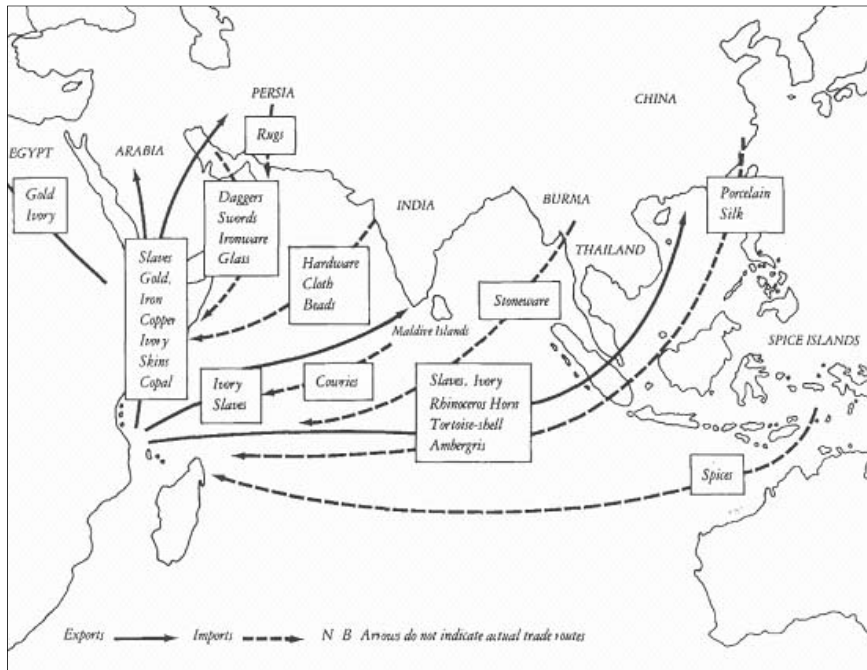 PERSIA
CHINA
Rugs
EGYPT
ARABIA
Gold
Ivory
Daggers
Swords
Ironware
Glass
INDIA
BURMA
Porcelain
Silk
THAILAND
Slaves
Gold,
Iron
Copper
Ivory
Skins
Copal
Hardware
Cloth
Beads
Stoneware
Maldive Islands
SPICE ISLANDS
Ivory
Slaves
Cowries
Slaves, Ivory
Rhinoceros Horn
Tortoise-shell
Ambergris
Spices
Exports Imports N B Arrows do not indicate actual trade routes